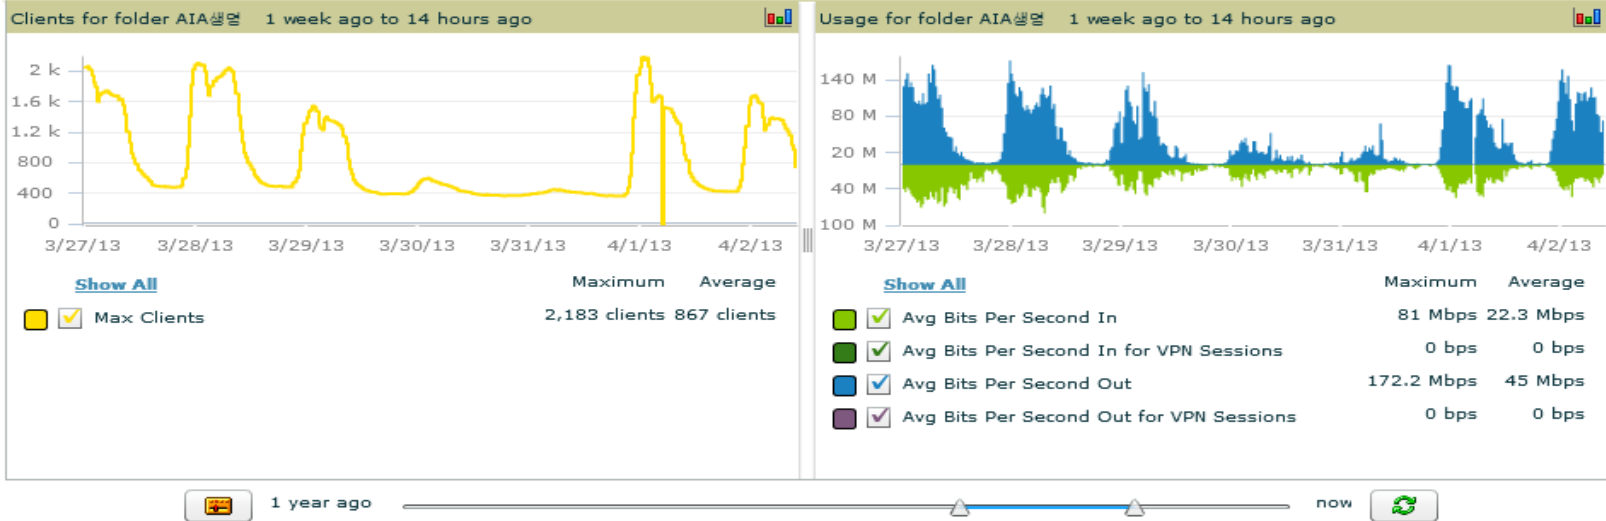 Clients for folder AIA생명 1 week ago to 14 hours ago
2 k
1.6 k
1.2 k
800
400
0
3/27/13 3/28/13 3/29/13 3/30/13 3/31/13 4/1/13 4/2/13
Show All Maximum Average
Max Clients 2,183 clients 867 clients
Usage for folder AIA생명 1 week ago to 14 hours ago
140 M
80 M
20 M
40 M
100 M
3/27/13 3/28/13 3/29/13 3/30/13 3/31/13 4/1/13 4/2/13
Show All Maximum Average
Avg Bits Per Second In 81 Mbps 22.3 Mbps
Avg Bits Per Second In for VPN Sessions 0 bps 0 bps
Avg Bits Per Second Out 172.2 Mbps 45 Mbps
Avg Bits Per Second Out for VPN Sessions 0 bps 0 bps
1 year ago now